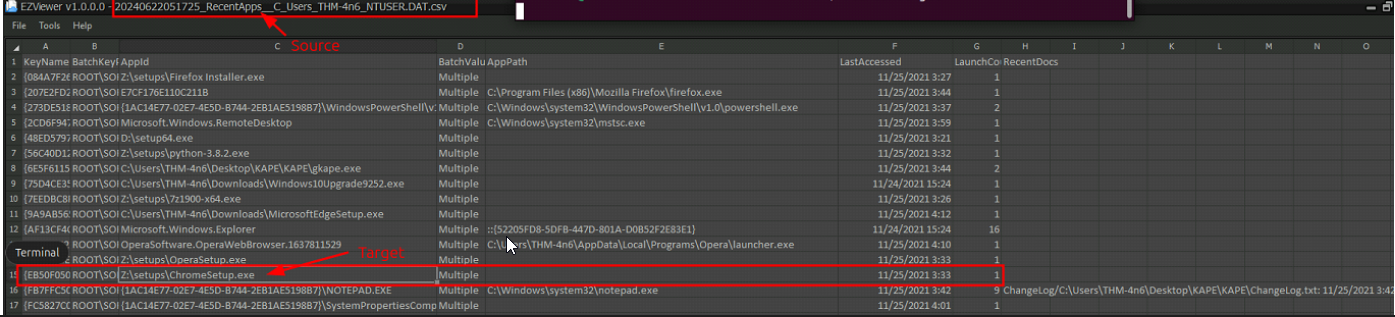 EZViewer v1.0.0.0 - 20240622051725_RecentApps__C_Users_THM-4n6_NTUSER.DAT.csv
File Tools
Source
A B C D E F G H I J K L M N O
1 KeyName BatchKeyP AppId BatchValu AppPath LastAccessed LaunchCou RecentDocs
2 {084A7F26 ROOT\SOI Z:\setups\Firefox Installer.exe Multiple 11/25/2021 3:27 1
3 {207E2FD2 ROOT\SOI E7CF176E110C211B Multiple C:\Program Files (x86)\Mozilla Firefox\firefox.exe 11/25/2021 3:44 1
4 {273DE518 ROOT\SOI {1AC14E77-02E7-4E5D-B744-2EB1AE5198B7}\WindowsPowerShell\v: Multiple C:\Windows\system32\WindowsPowerShell\v1.0\powershell.exe 11/25/2021 3:37 2
5 {2CD6F947 ROOT\SOI Microsoft.Windows.RemoteDesktop Multiple C:\Windows\system32\mstsc.exe 11/25/2021 3:59 1
6 {48ED5797 ROOT\SOI D:\setup64.exe Multiple 11/25/2021 3:21 1
7 {56C40D12 ROOT\SOI Z:\setups\python-3.8.2.exe Multiple 11/25/2021 3:32 1
8 {6E5F6115 ROOT\SOI C:\Users\THM-4n6\Desktop\KAPE\KAPE\gkape.exe Multiple 11/25/2021 3:44 2
9 {75D4CE35 ROOT\SOI C:\Users\THM-4n6\Downloads\Windows10Upgrade9252.exe Multiple 11/24/2021 15:24 1
10 {7EEDBC8 ROOT\SOI Z:\setups\7z1900-x64.exe Multiple 11/25/2021 3:26 1
11 {9A9AB56 ROOT\SOI C:\Users\THM-4n6\Downloads\MicrosoftEdgeSetup.exe Multiple 11/25/2021 4:12 1
12 {AF13CF4 ROOT\SOI Microsoft.Windows.Explorer Multiple ::{52205FD8-5DFB-447D-801A-D0B52F2E83E1} 11/24/2021 15:24 16
Terminal OperaSoftware.OperaWebBrowser.1637811529 Multiple C:\Users\THM-4n6\AppData\Local\Programs\Opera\launcher.exe 11/25/2021 4:10 1
Z:\setups\OperaSetup.exe Target Multiple 11/25/2021 3:33 1
15 {EB50F050 ROOT\SOI Z:\setups\ChromeSetup.exe Multiple 11/25/2021 3:33 1
16 {FB7FFC5 ROOT\SOI {1AC14E77-02E7-4E5D-B744-2EB1AE5198B7}\NOTEPAD.EXE Multiple C:\Windows\system32\notepad.exe 11/25/2021 3:42 9 ChangeLog/C:\Users\THM-4n6\Desktop\KAPE\KAPE\ChangeLog.txt: 11/25/2021 3:42
17 {FC5827C ROOT\SOI {1AC14E77-02E7-4E5D-B744-2EB1AE5198B7}\SystemPropertiesComp Multiple 11/25/2021 4:01 1